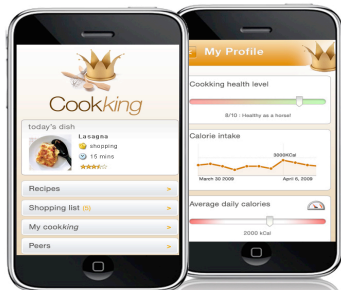 Cookking
today's dish
Lasagna
shopping
15 mins
Recipes »
Shopping list (5) »
My cookking »
Peers »
My Profile
Cookking health level
8/10 : Healthy as a horse!
Calorie intake
3000KCal
March 30 2009 April 6, 2009
Average daily calories
2000 kCal